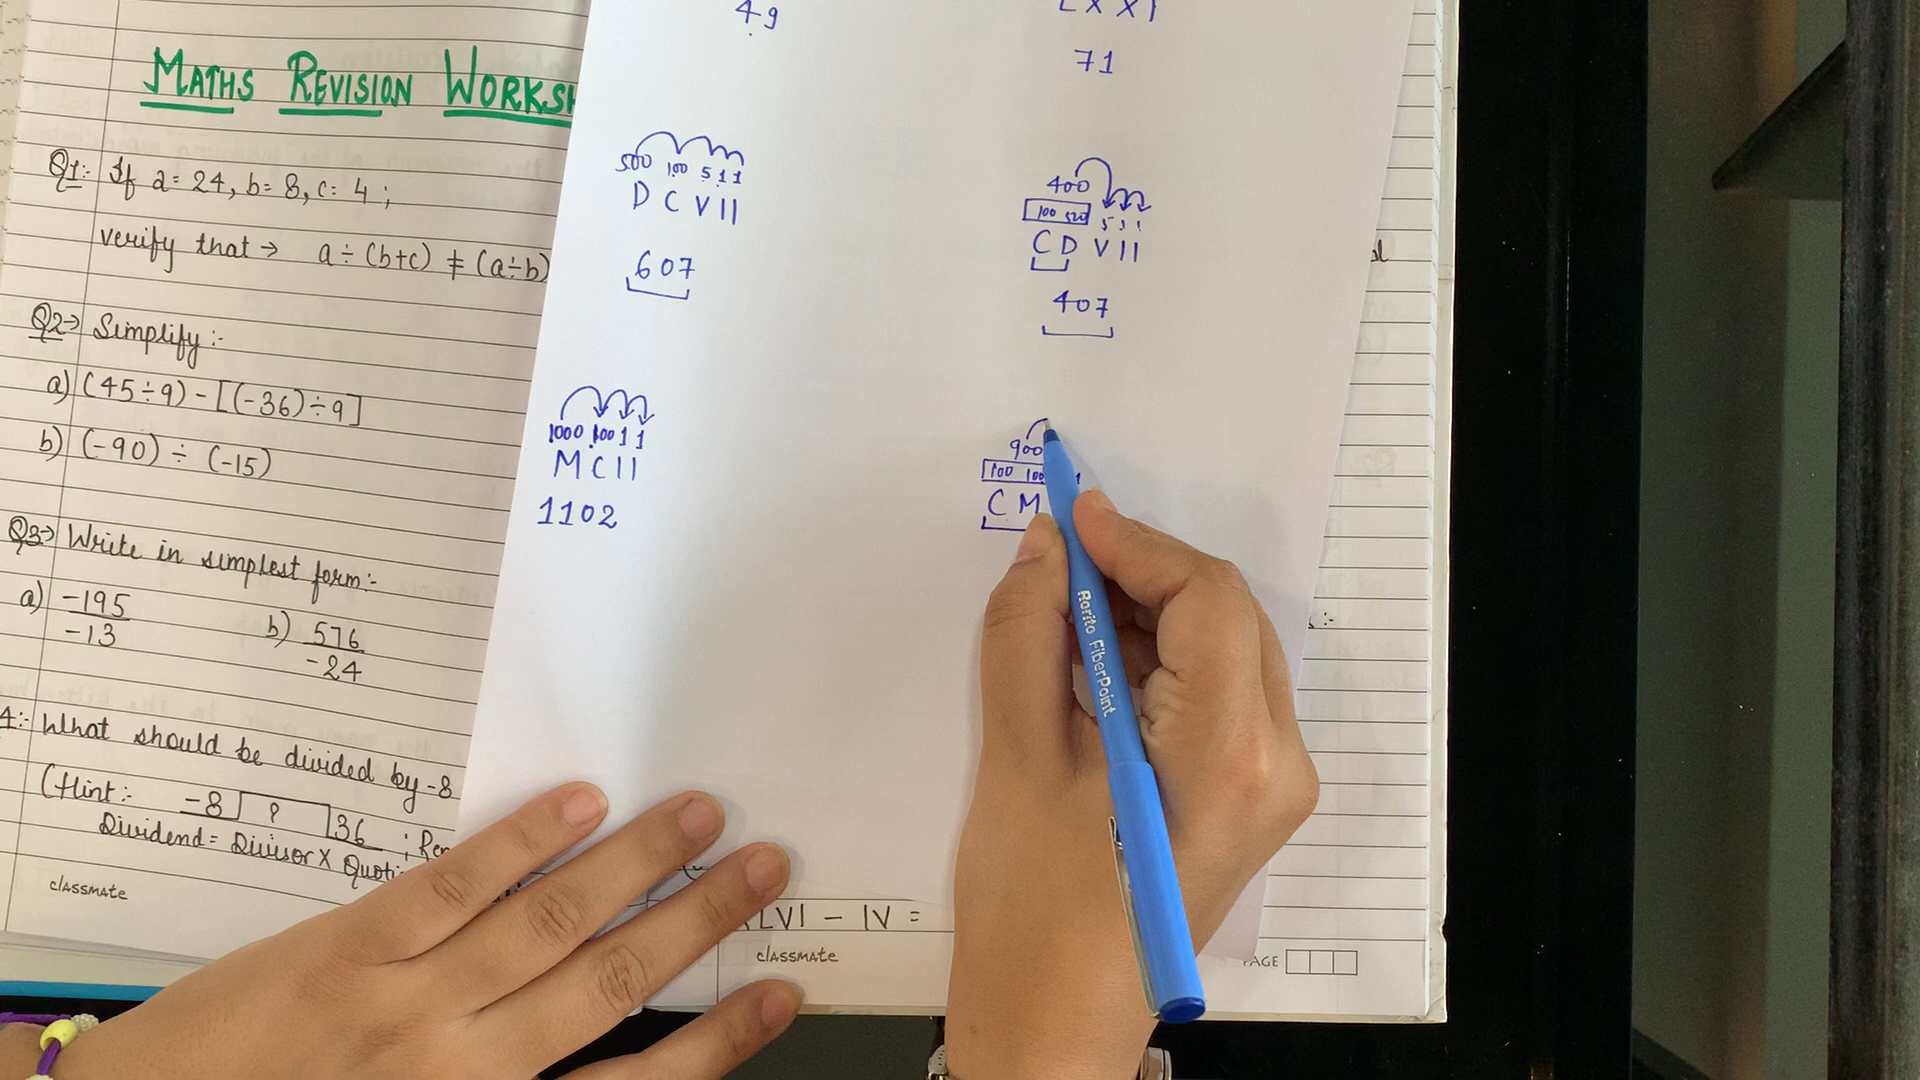 MATHS REVISION
Q1:- If a = 24, b = 8, c = 4 ;
verify that → a ÷ (b+c) ≠ (a÷b)
Q2→ Simplify :-
a) (45÷9) - [(-36) ÷ 9]
b) (-90) ÷ (-15)
Q3→ Write in simplest form :-
a) -195
-13
b) 576
-24
4:- What should be divided by -8
(Hint :- -8 ? 36 ;
Dividend = Divisor X
classmate
49
LXXI
71
500 100 5 1 1
D C V I I
607
400
100 500 5 1 1
C D V I I
407
1000 100 1 1
M C I I
1102
900
100
C M
LVI - IV =
classmate
PAGE
Rorito FiberPoint